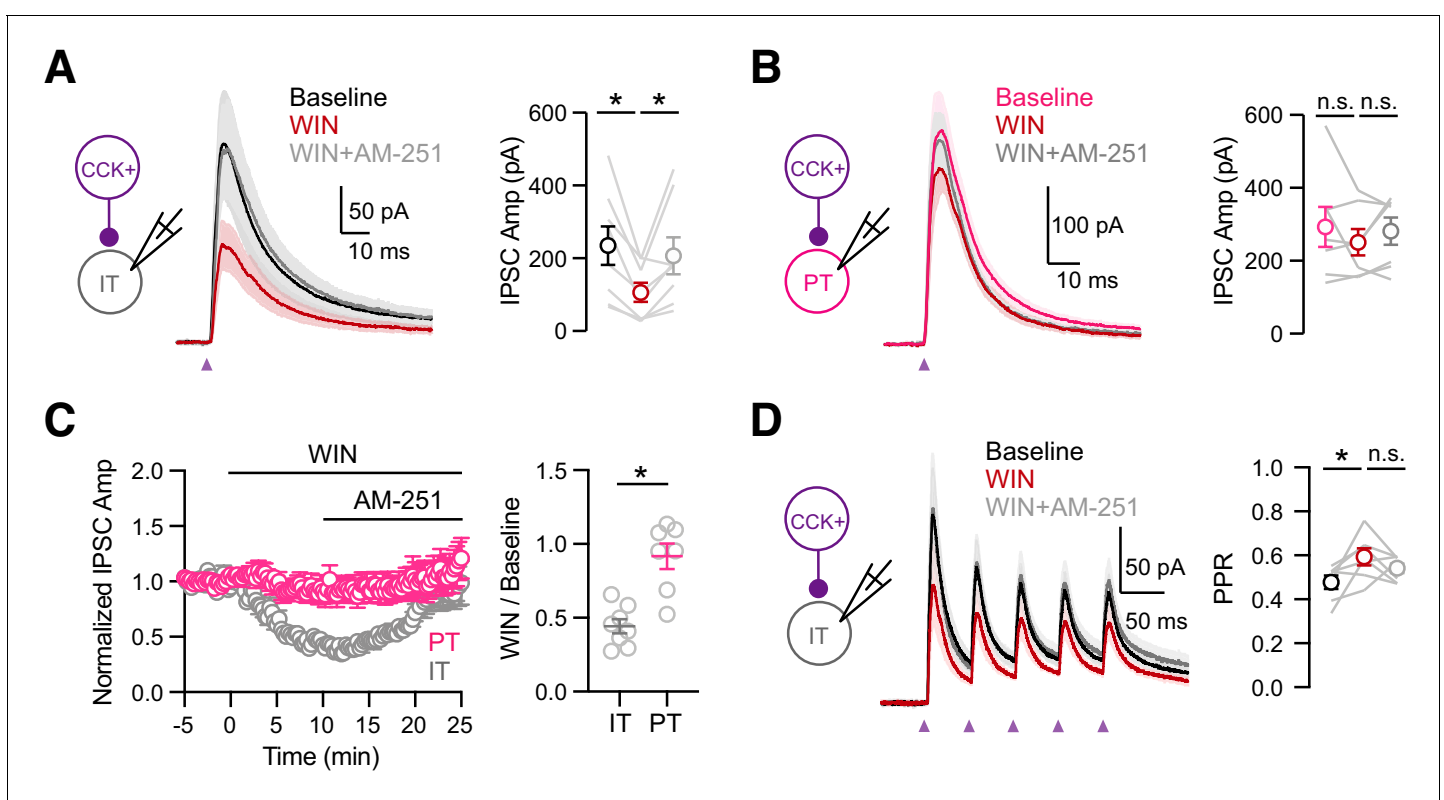 A
Baseline
WIN
WIN+AM-251
CCK+
IT
50 pA
10 ms
IPSC Amp (pA)
600
400
200
0
* *
B
Baseline
WIN
WIN+AM-251
CCK+
PT
100 pA
10 ms
IPSC Amp (pA)
600
400
200
0
n.s. n.s.
C
Normalized IPSC Amp
2.0
1.5
1.0
0.5
0.0
WIN
AM-251
PT
IT
-5 0 5 10 15 20 25
Time (min)
WIN / Baseline
1.5
1.0
0.5
0.0
*
IT PT
D
Baseline
WIN
WIN+AM-251
CCK+
IT
50 pA
50 ms
PPR
1.0
0.8
0.6
0.4
0.2
0.0
* n.s.